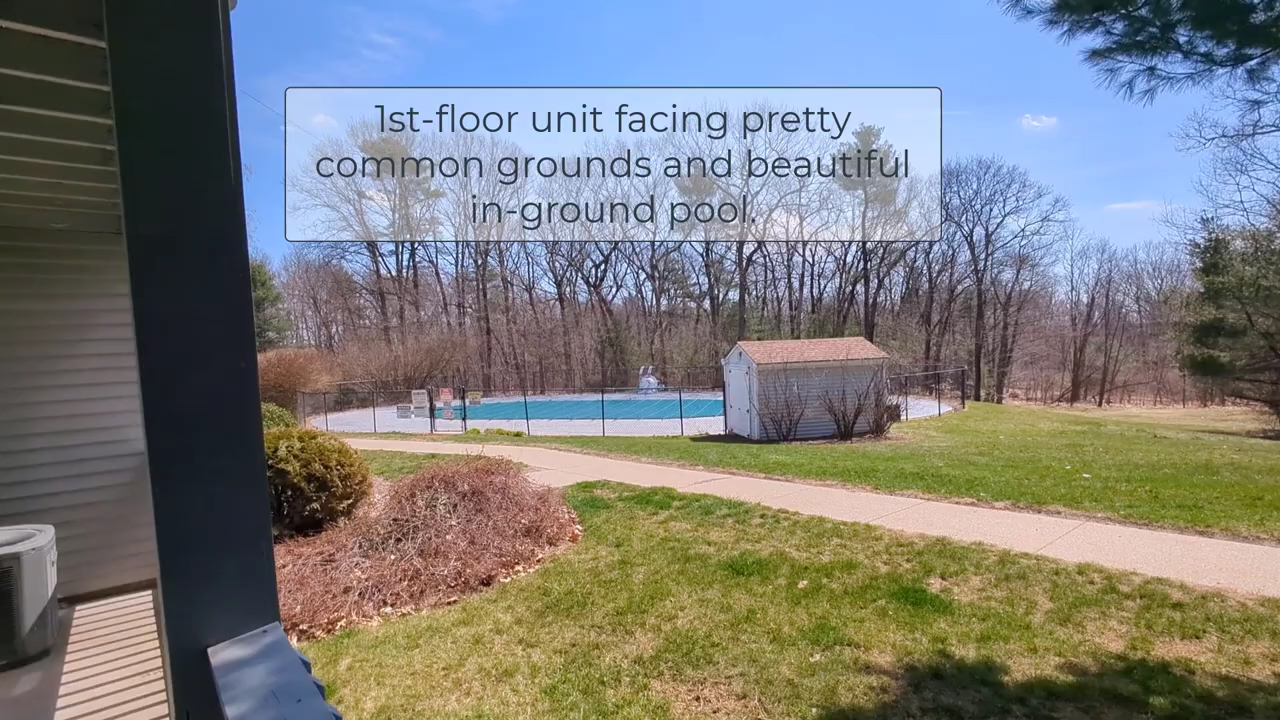 1st-floor unit facing pretty
common grounds and beautiful
in-ground pool.